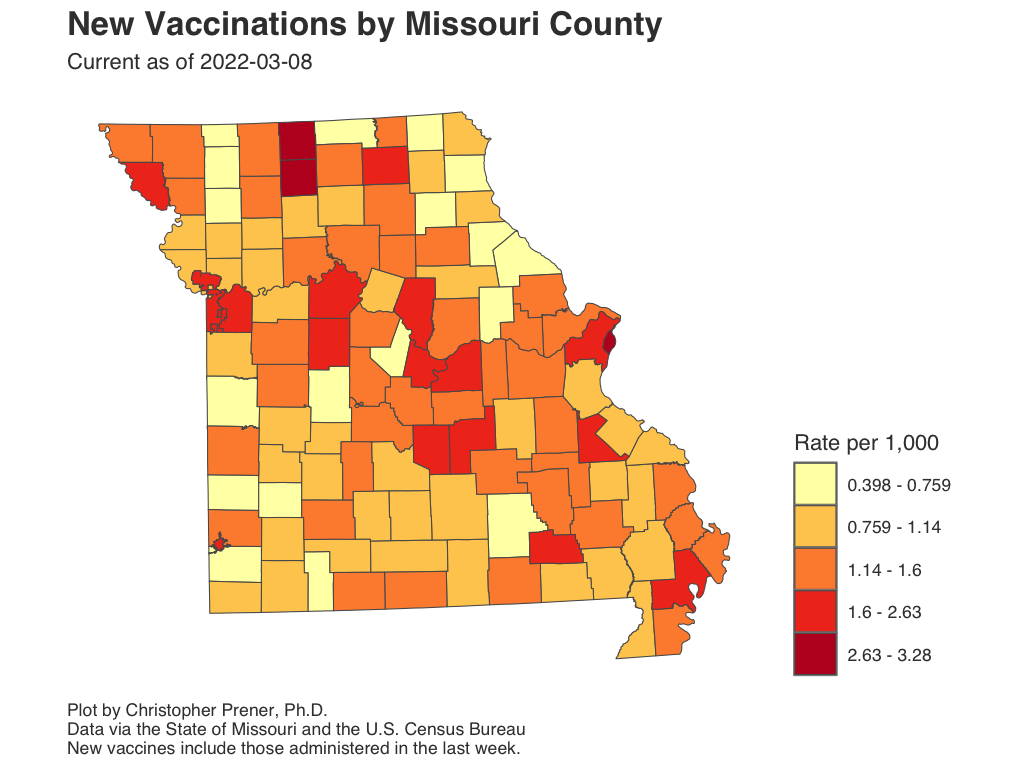 New Vaccinations by Missouri County
Current as of 2022-03-08
Rate per 1,000
0.398 - 0.759
0.759 - 1.14
1.14 - 1.6
1.6 - 2.63
2.63 - 3.28
Plot by Christopher Prener, Ph.D.
Data via the State of Missouri and the U.S. Census Bureau
New vaccines include those administered in the last week.